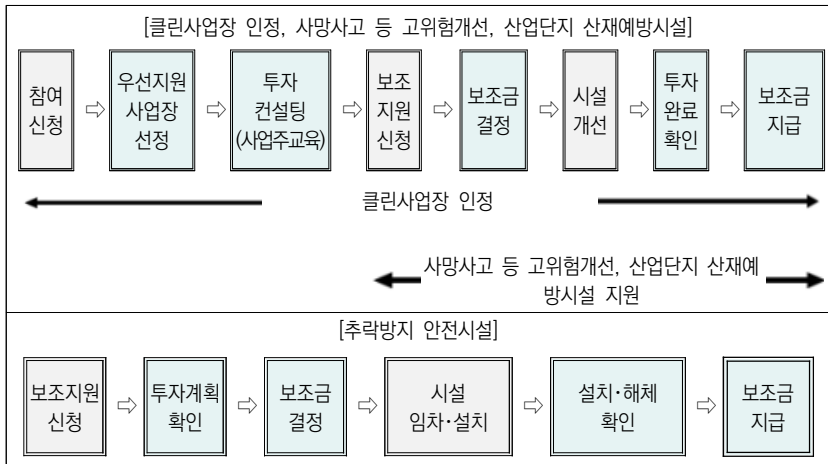 [클린사업장 인정, 사망사고 등 고위험개선, 산업단지 산재예방시설]
참여
신청
⇨
우선지원
사업장
선정
⇨
투자
컨설팅
(사업주교육)
⇨
보조
지원
신청
⇨
보조금
결정
⇨
시설
개선
⇨
투자
완료
확인
⇨
보조금
지급
클린사업장 인정
사망사고 등 고위험개선, 산업단지 산재예
방시설 지원
[추락방지 안전시설]
보조지원
신청
⇨
투자계획
확인
⇨
보조금
결정
⇨
시설
임차·설치
⇨
설치·해체
확인
⇨
보조금
지급